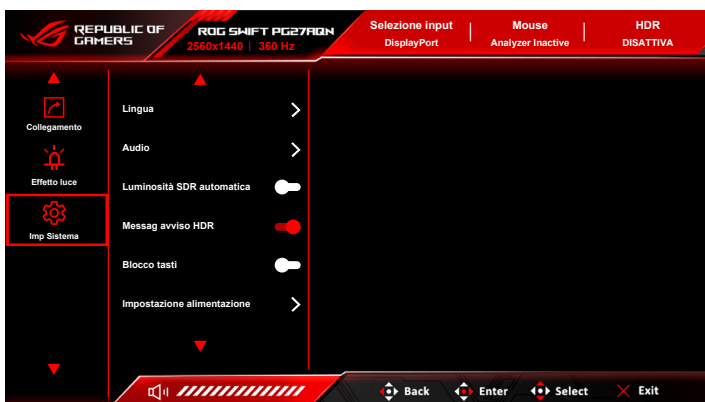 REPUBLIC OF
GAMERS
ROG SWIFT PG27AQN
2560x1440 | 360 Hz
Selezione input
DisplayPort
Mouse
Analyzer Inactive
HDR
DISATTIVA
Collegamento
Effetto luce
Imp Sistema
Lingua
Audio
Luminosità SDR automatica
Messag avviso HDR
Blocco tasti
Impostazione alimentazione
Back
Enter
Select
Exit